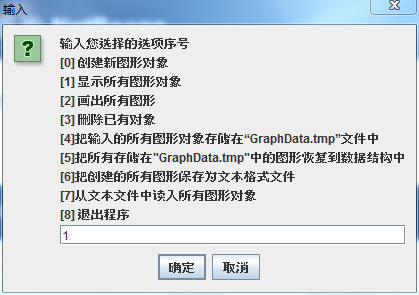 输入
输入您选择的选项序号
[0] 创建新图形对象
[1] 显示所有图形对象
[2] 画出所有图形
[3] 删除已有对象
[4]把输入的所有图形对象存储在“GraphData.tmp”文件中
[5]把所有存储在"GraphData.tmp"中的图形恢复到数据结构中
[6]把创建的所有图形保存为文本格式文件
[7]从文本文件中读入所有图形对象
[8] 退出程序
1
确定 取消